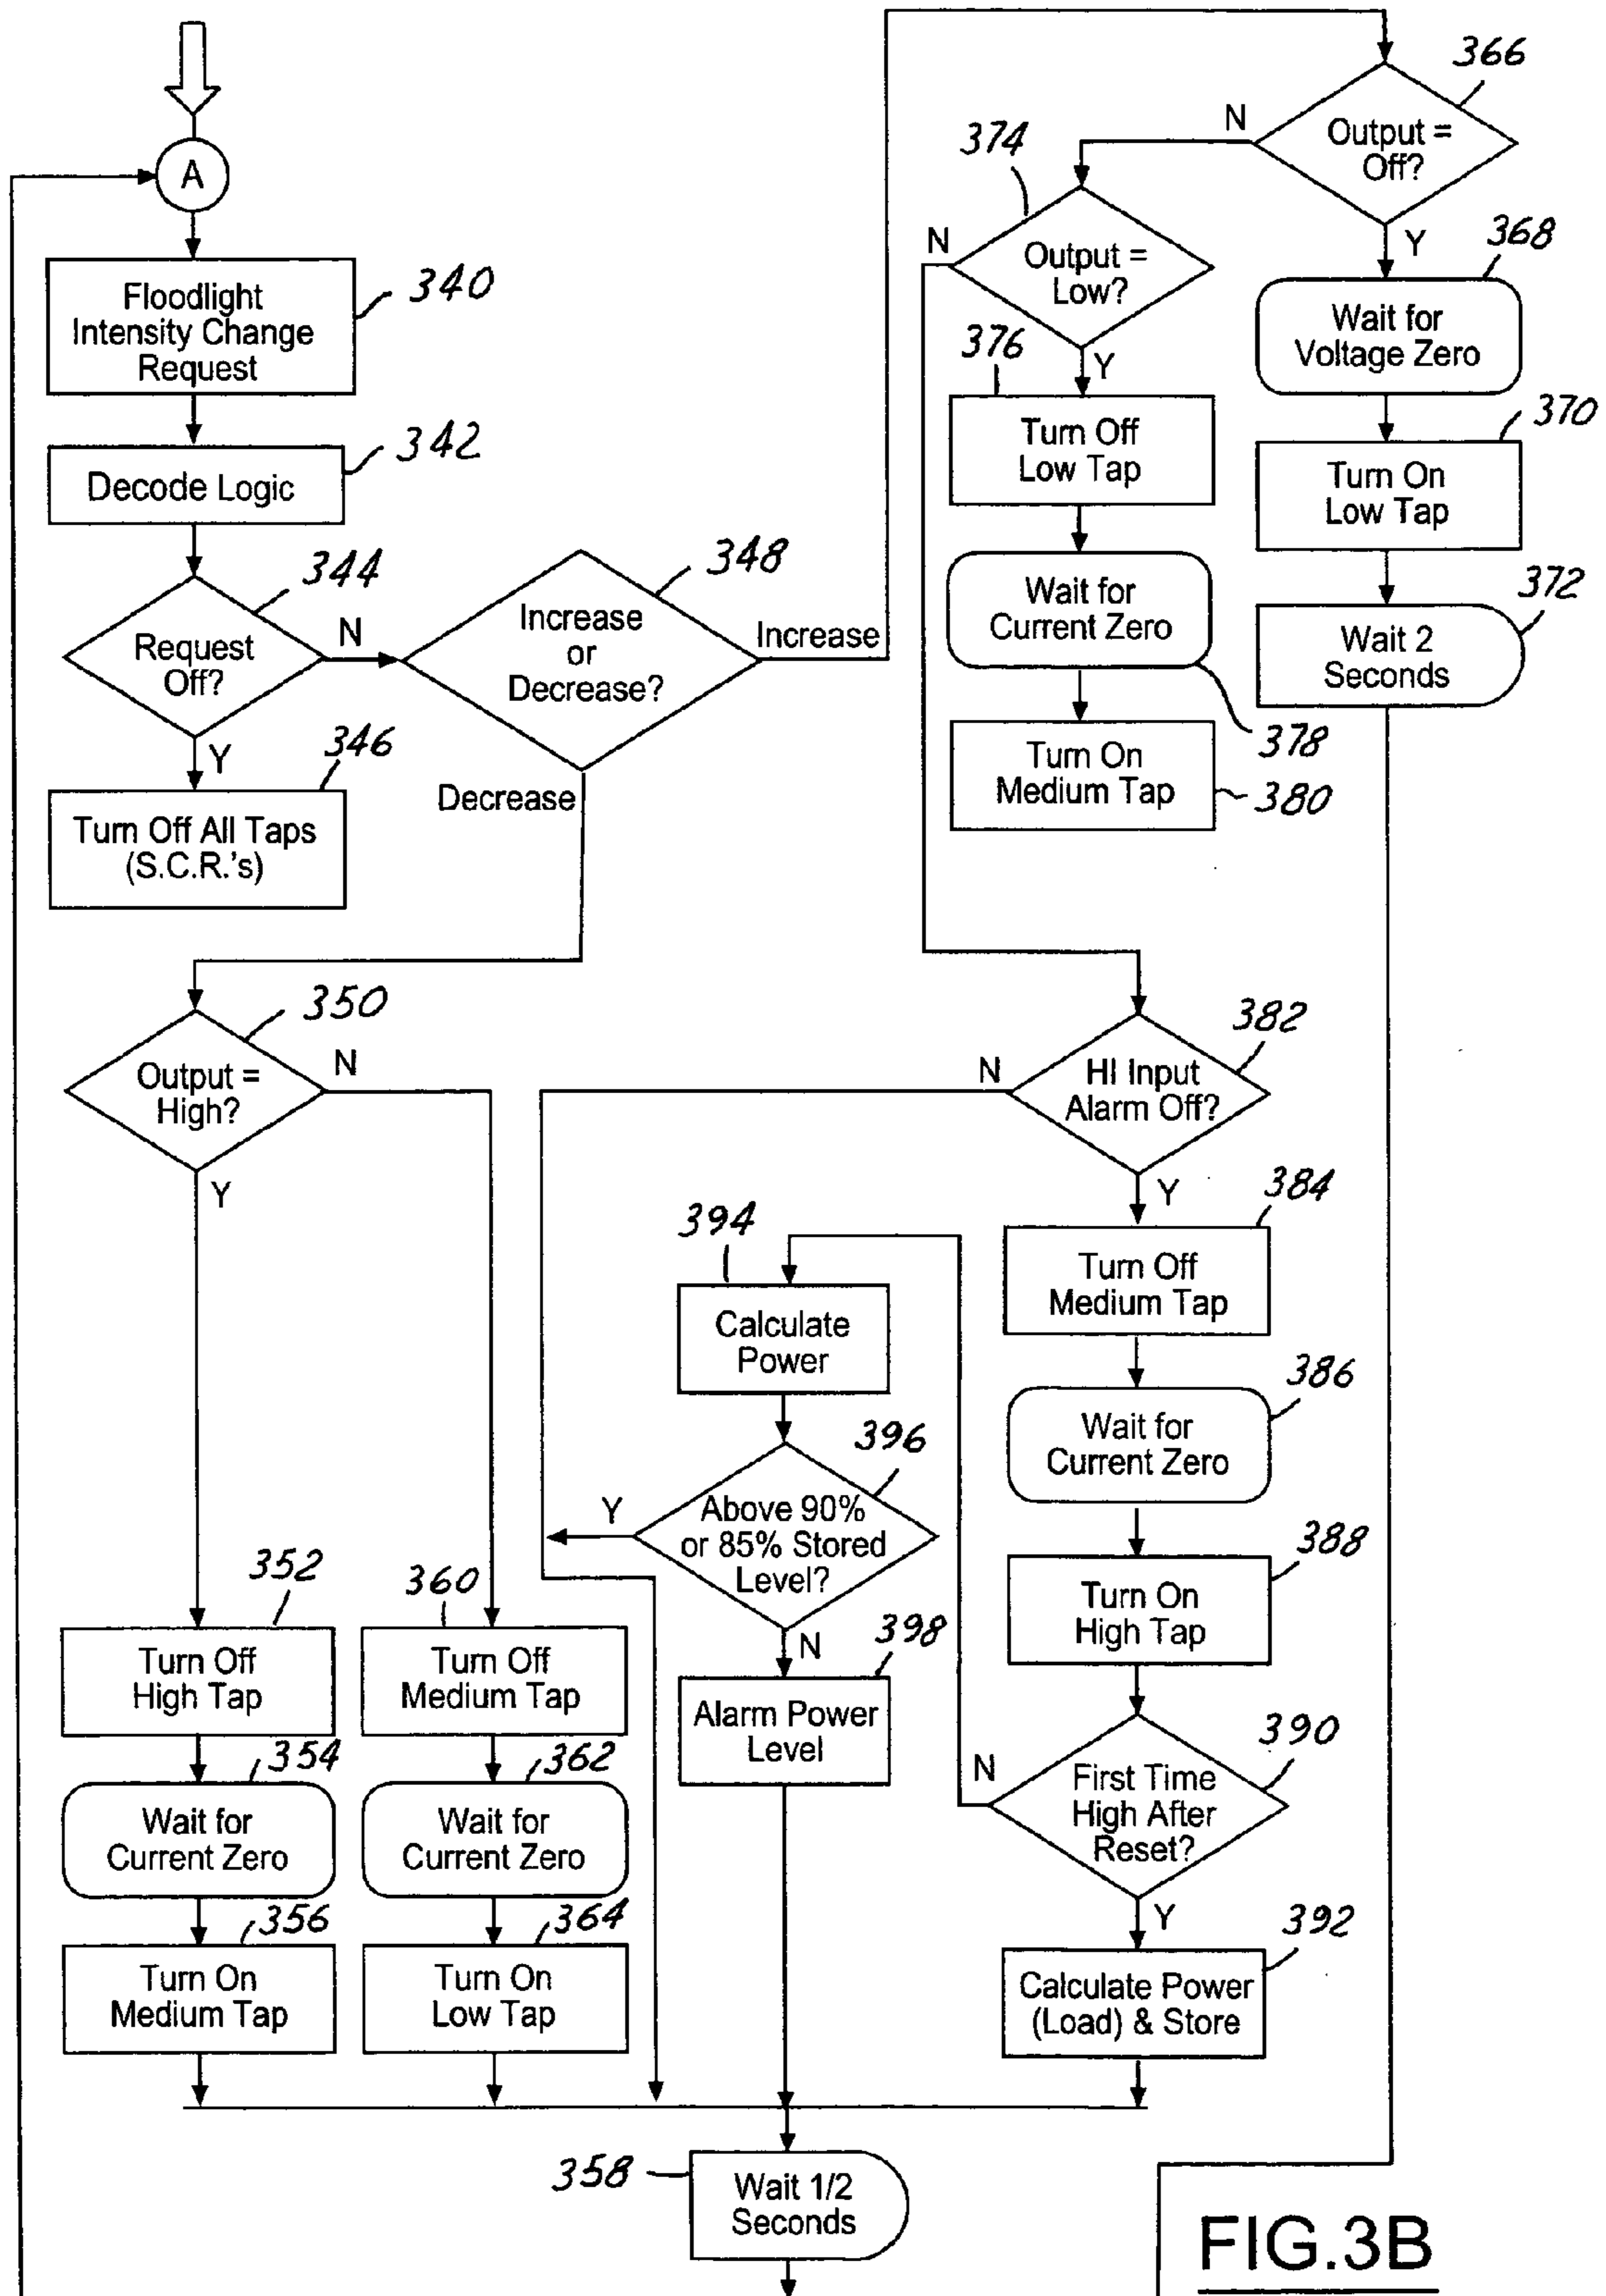 A
Floodlight
Intensity Change
Request
340
Decode Logic
342
Request
Off?
344
N
Y
Turn Off All Taps
(S.C.R.'s)
346
Increase
or
Decrease?
348
Increase
Decrease
Output =
Off?
366
N
Y
Wait for
Voltage Zero
368
Turn On
Low Tap
370
Wait 2
Seconds
372
Output =
Low?
374
N
Y
Turn Off
Low Tap
376
Wait for
Current Zero
378
Turn On
Medium Tap
380
Output =
High?
350
N
Y
Turn Off
High Tap
352
Wait for
Current Zero
354
Turn On
Medium Tap
356
Turn Off
Medium Tap
360
Wait for
Current Zero
362
Turn On
Low Tap
364
HI Input
Alarm Off?
382
N
Y
Turn Off
Medium Tap
384
Wait for
Current Zero
386
Turn On
High Tap
388
First Time
High After
Reset?
390
N
Y
Calculate Power
(Load) & Store
392
Calculate
Power
394
Above 90%
or 85% Stored
Level?
396
Y
N
Alarm Power
Level
398
Wait 1/2
Seconds
358
FIG.3B